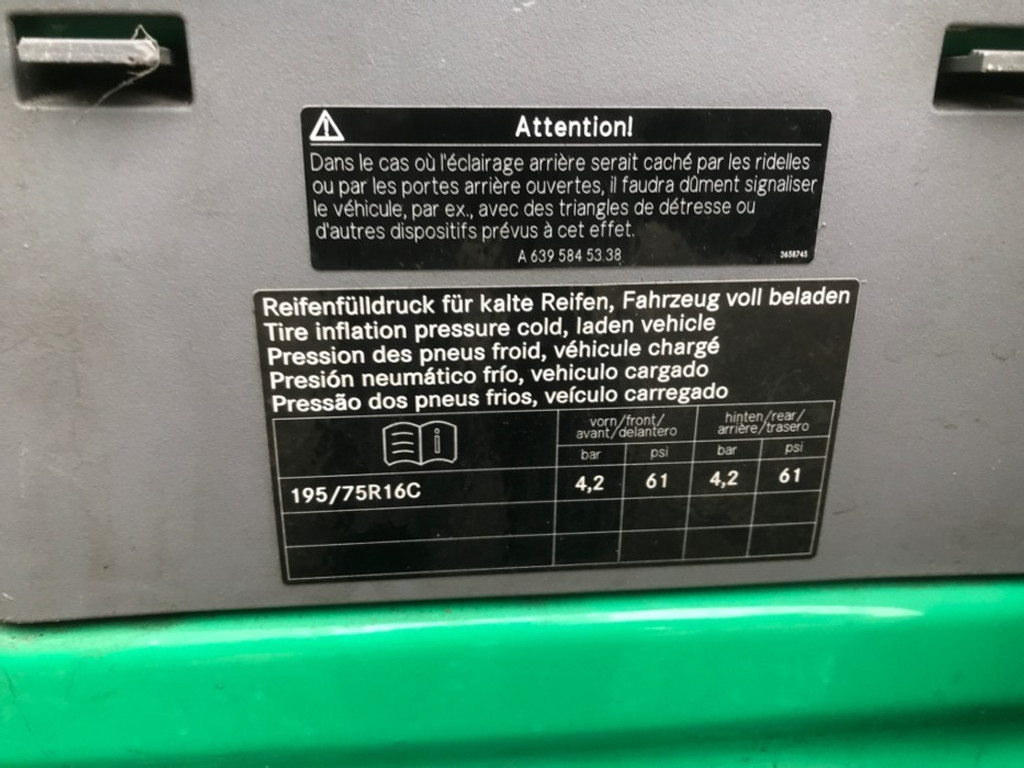 Attention!
Dans le cas où l'éclairage arrière serait caché par les ridelles
ou par les portes arrière ouvertes, il faudra dûment signaliser
le véhicule, par ex., avec des triangles de détresse ou
d'autres dispositifs prévus à cet effet.
A 639 584 53.38
3658745
Reifenfülldruck für kalte Reifen, Fahrzeug voll beladen
Tire inflation pressure cold, laden vehicle
Pression des pneus froid, véhicule chargé
Presión neumático frío, vehiculo cargado
Pressão dos pneus frios, veículo carregado
vorn/front/ hinten/rear/
avant/delantero arrière/trasero
bar psi bar psi
195/75R16C 4,2 61 4,2 61